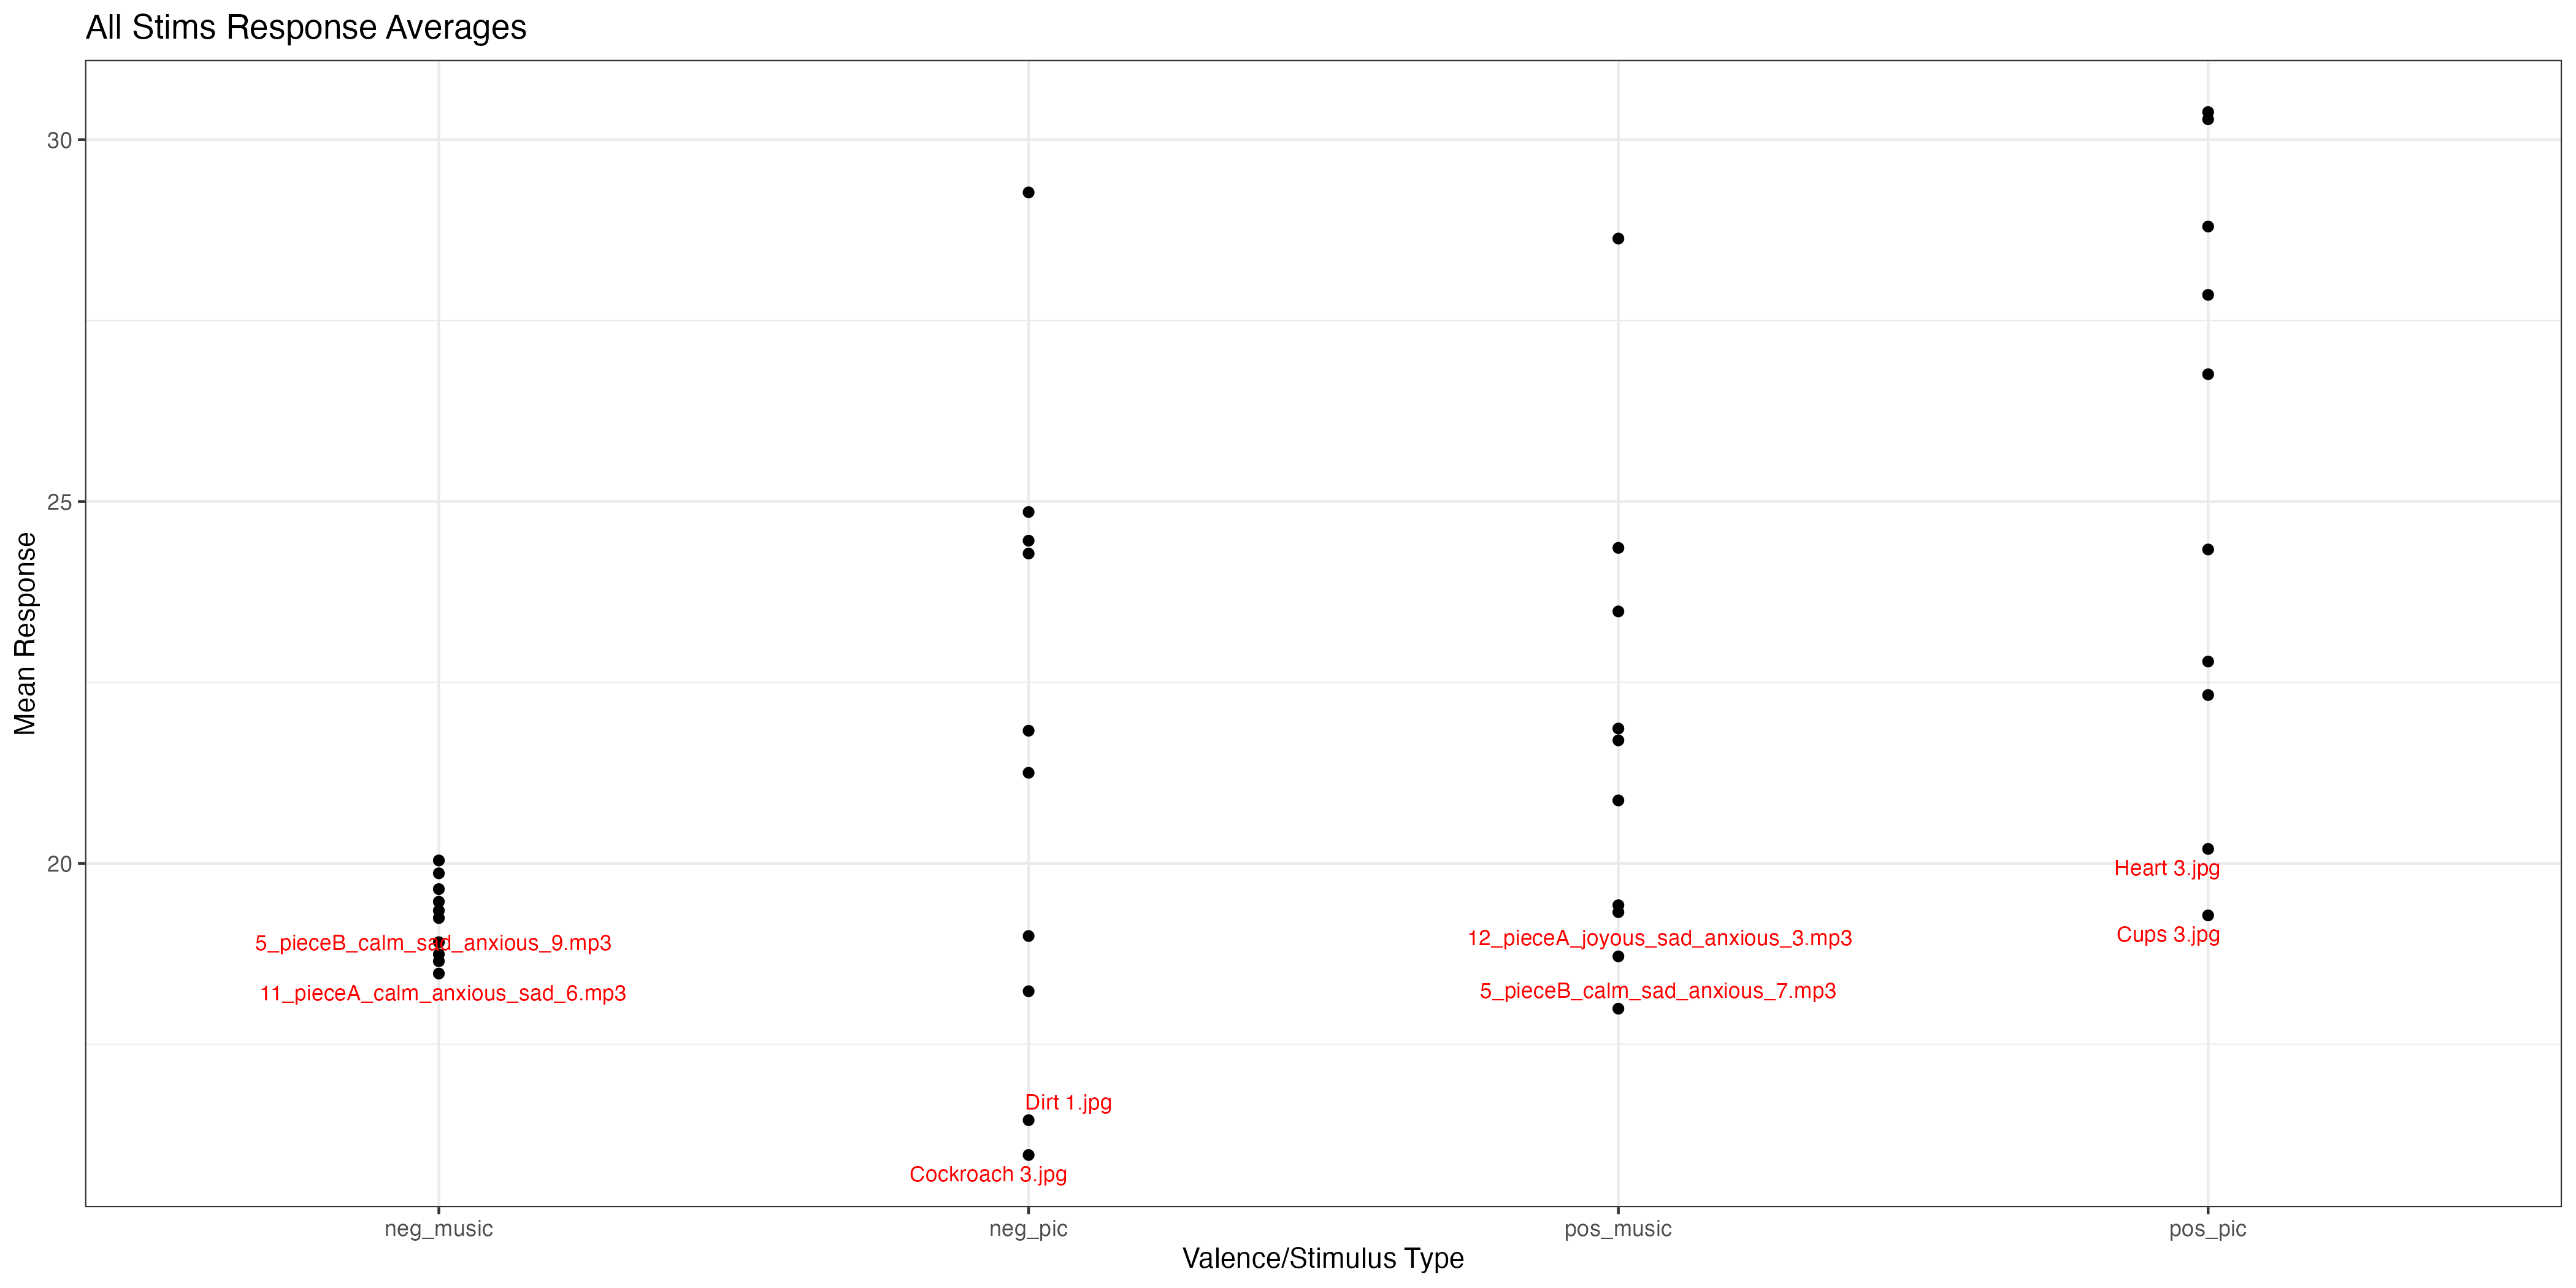 All Stims Response Averages
30
25
20
Mean Response
Heart 3.jpg
Cups 3.jpg
5_pieceB_calm_sad_anxious_9.mp3
12_pieceA_joyous_sad_anxious_3.mp3
11_pieceA_calm_anxious_sad_6.mp3
5_pieceB_calm_sad_anxious_7.mp3
Dirt 1.jpg
Cockroach 3.jpg
neg_music
neg_pic
pos_music
pos_pic
Valence/Stimulus Type